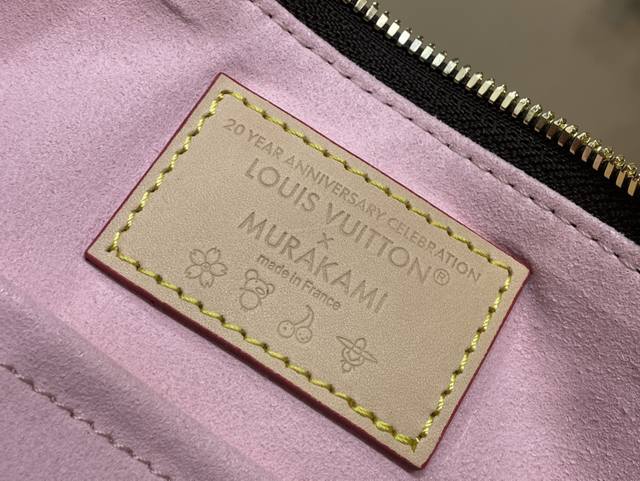 20 YEAR ANNIVERSARY CELEBRATION
LOUIS VUITTON®
×
MURAKAMI
made in France